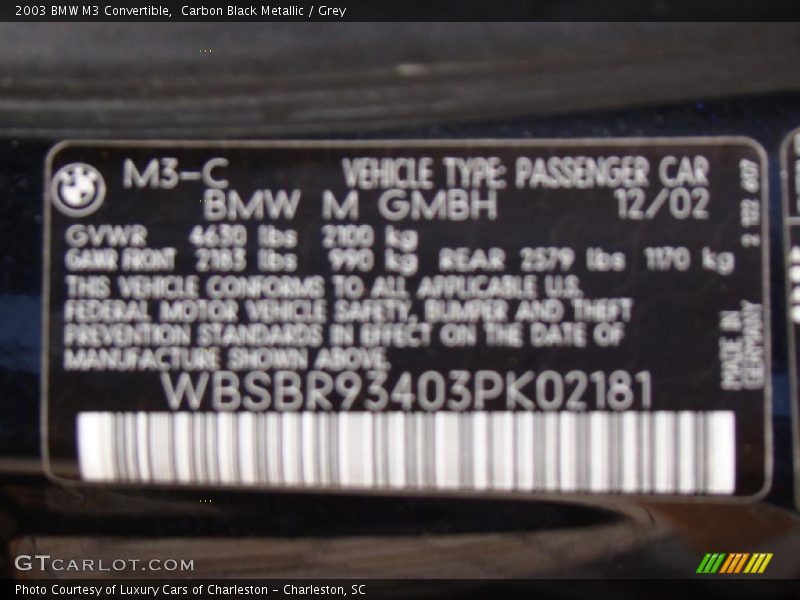 2003 BMW M3 Convertible,  Carbon Black Metallic / Grey
M3-C VEHICLE TYPE: PASSENGER CAR
BMW M GMBH 12/02
GVWR 4630 lbs 2100 kg
GAWR FRONT 2183 lbs 990 kg REAR 2579 lbs 1170 kg
THIS VEHICLE CONFORMS TO ALL APPLICABLE U.S.
FEDERAL MOTOR VEHICLE SAFETY, BUMPER AND THEFT
PREVENTION STANDARDS IN EFFECT ON THE DATE OF
MANUFACTURE SHOWN ABOVE.
WBSBR93403PK02181
2 122 607
MADE IN
GERMANY
GTCARLOT.COM
Photo Courtesy of Luxury Cars of Charleston - Charleston, SC